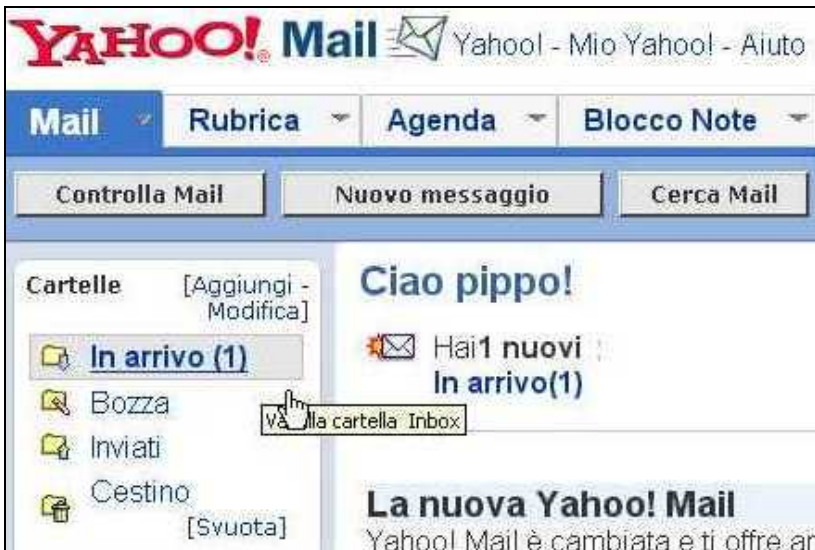 YAHOO! Mail Yahoo! - Mio Yahoo! - Aiuto
Mail Rubrica Agenda Blocco Note
Controlla Mail Nuovo messaggio Cerca Mail
Cartelle [Aggiungi -
Modifica]
In arrivo (1)
Bozza
Inviati
Cestino
[Svuota]
Ciao pippo!
Hai1 nuovi
In arrivo(1)
cartella Inbox
La nuova Yahoo! Mail
Yahoo! Mail è cambiata e ti offre